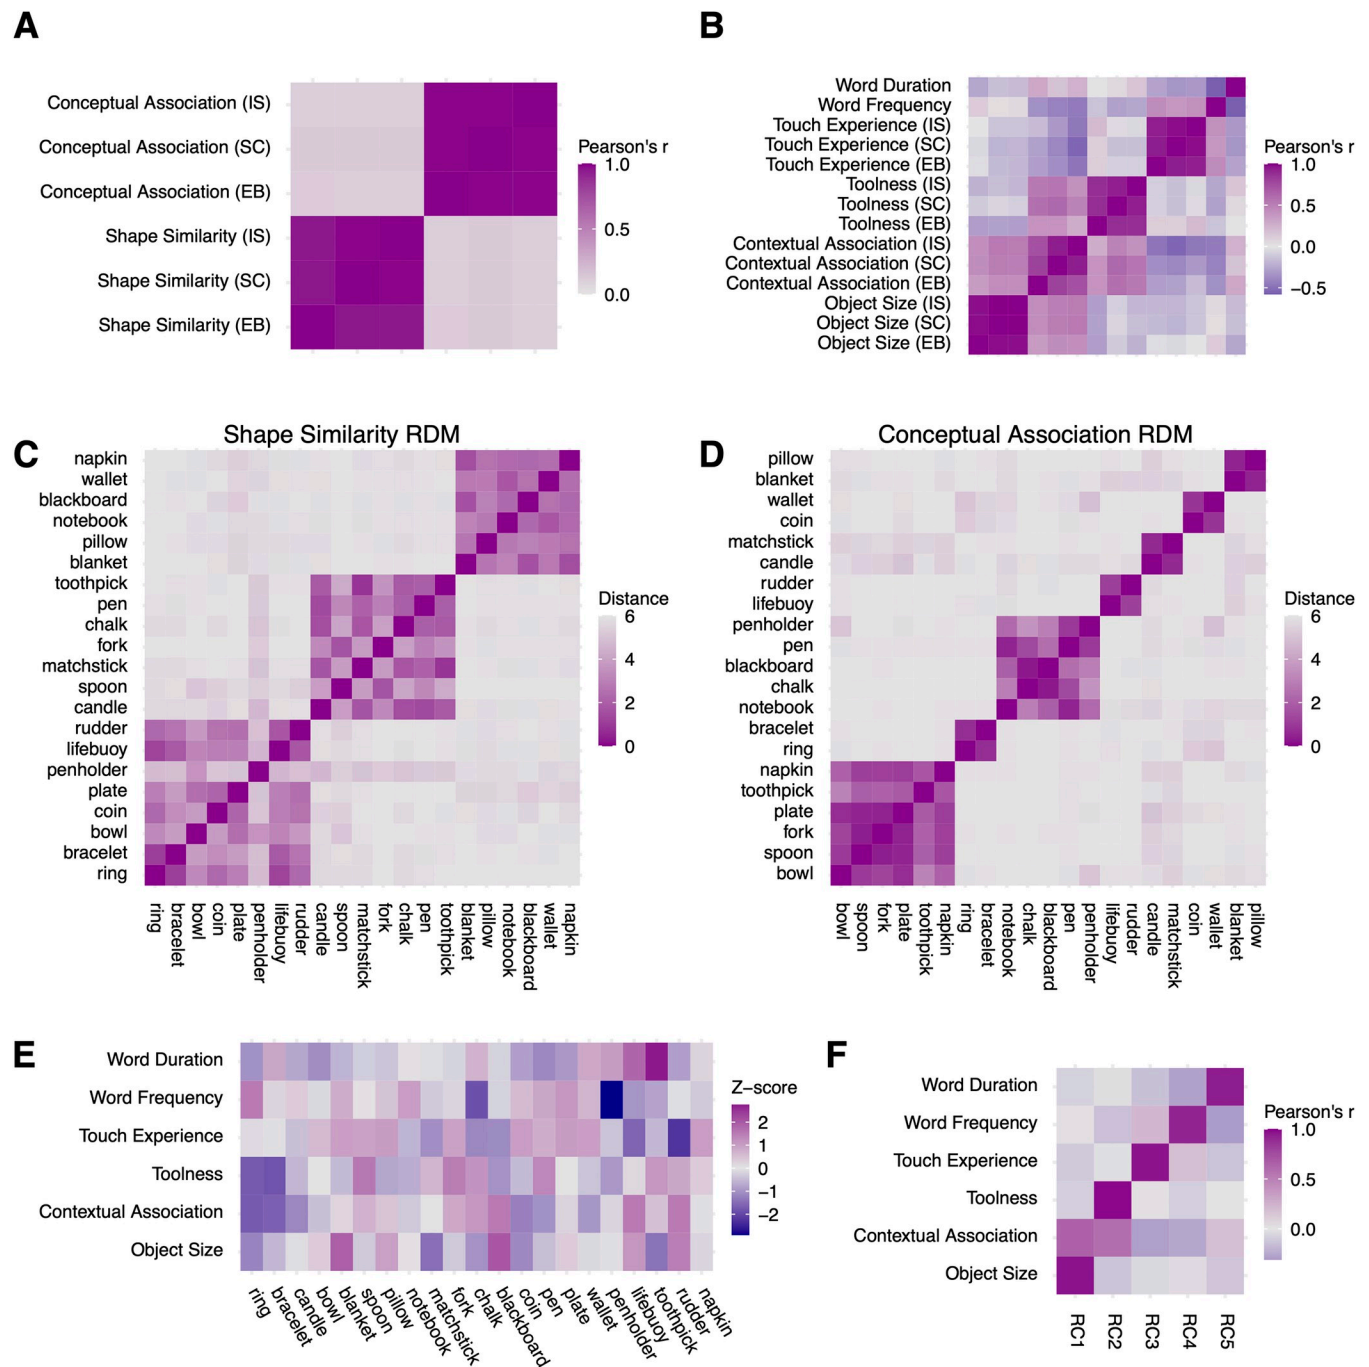 A
Conceptual Association (IS)
Conceptual Association (SC)
Conceptual Association (EB)
Shape Similarity (IS)
Shape Similarity (SC)
Shape Similarity (EB)
Pearson's r
1.0
0.5
0.0
B
Word Duration
Word Frequency
Touch Experience (IS)
Touch Experience (SC)
Touch Experience (EB)
Toolness (IS)
Toolness (SC)
Toolness (EB)
Contextual Association (IS)
Contextual Association (SC)
Contextual Association (EB)
Object Size (IS)
Object Size (SC)
Object Size (EB)
Pearson's r
1.0
0.5
0.0
−0.5
C
Shape Similarity RDM
napkin
wallet
blackboard
notebook
pillow
blanket
toothpick
pen
chalk
fork
matchstick
spoon
candle
rudder
lifebuoy
penholder
plate
coin
bowl
bracelet
ring
ring
bracelet
bowl
coin
plate
penholder
lifebuoy
rudder
candle
spoon
matchstick
fork
chalk
pen
toothpick
blanket
pillow
notebook
blackboard
wallet
napkin
Distance
6
4
2
0
D
Conceptual Association RDM
pillow
blanket
wallet
coin
matchstick
candle
rudder
lifebuoy
penholder
pen
blackboard
chalk
notebook
bracelet
ring
napkin
toothpick
plate
fork
spoon
bowl
bowl
spoon
fork
plate
toothpick
napkin
ring
bracelet
notebook
chalk
blackboard
pen
penholder
lifebuoy
rudder
candle
matchstick
coin
wallet
blanket
pillow
Distance
6
4
2
0
E
Word Duration
Word Frequency
Touch Experience
Toolness
Contextual Association
Object Size
ring
bracelet
candle
bowl
blanket
spoon
pillow
notebook
matchstick
fork
chalk
blackboard
coin
pen
plate
wallet
penholder
lifebuoy
toothpick
rudder
napkin
Z−score
2
1
0
−1
−2
F
Word Duration
Word Frequency
Touch Experience
Toolness
Contextual Association
Object Size
RC1
RC2
RC3
RC4
RC5
Pearson's r
1.0
0.5
0.0